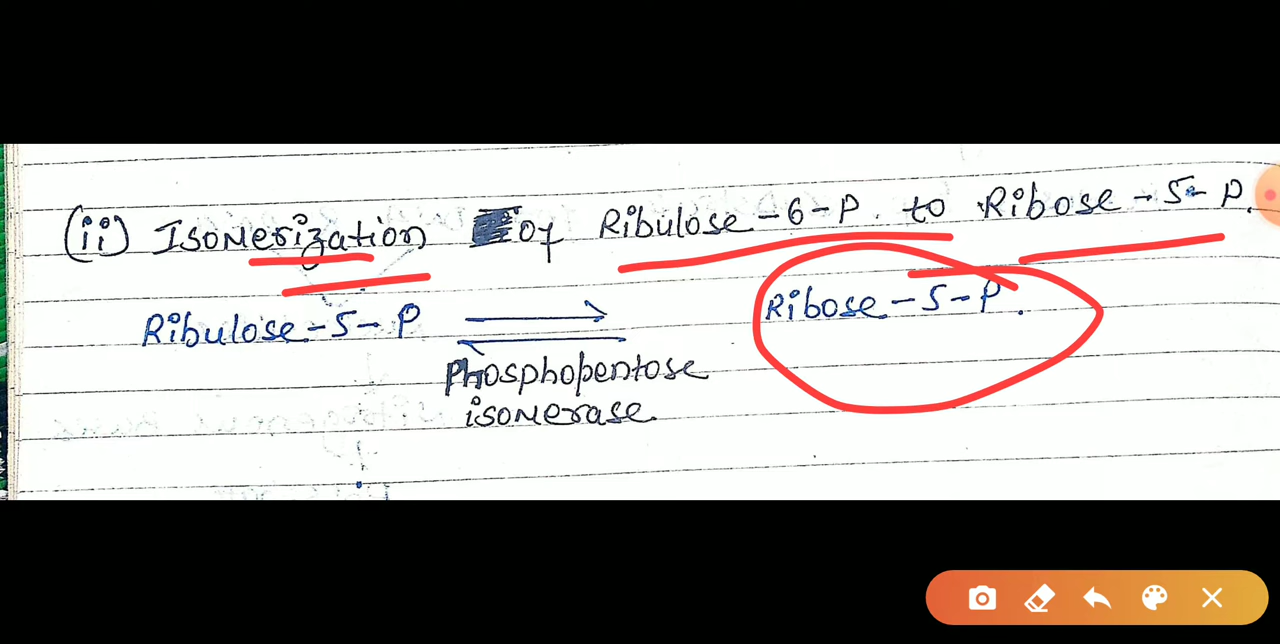 (ii) Isomerization of Ribulose-6-P. to Ribose-5-P.
Ribulose-5-P ⇌ Ribose-5-P.
Phosphopentose
isomerase.